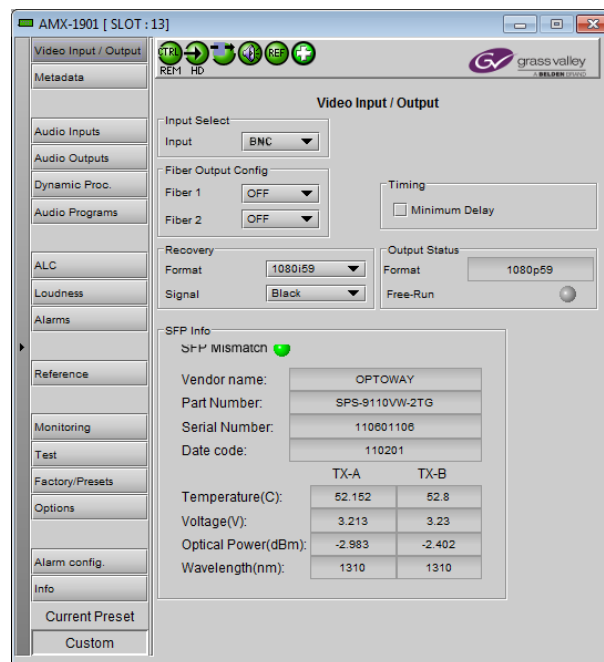 AMX-1901 [ SLOT : 13]
Video Input / Output
Metadata
Audio Inputs
Audio Outputs
Dynamic Proc.
Audio Programs
ALC
Loudness
Alarms
Reference
Monitoring
Test
Factory/Presets
Options
Alarm config.
Info
Current Preset
Custom
CTRL
REF
REM HD
GV grass valley
A BELDEN BRAND
Video Input / Output
Input Select
Input BNC
Fiber Output Config
Fiber 1 OFF
Fiber 2 OFF
Timing
Minimum Delay
Recovery
Format 1080i59
Signal Black
Output Status
Format 1080p59
Free-Run
SFP Info
SFP Mismatch
Vendor name: OPTOWAY
Part Number: SPS-9110VW-2TG
Serial Number: 110601106
Date code: 110201
TX-A TX-B
Temperature(C): 52.152 52.8
Voltage(V): 3.213 3.23
Optical Power(dBm): -2.983 -2.402
Wavelength(nm): 1310 1310